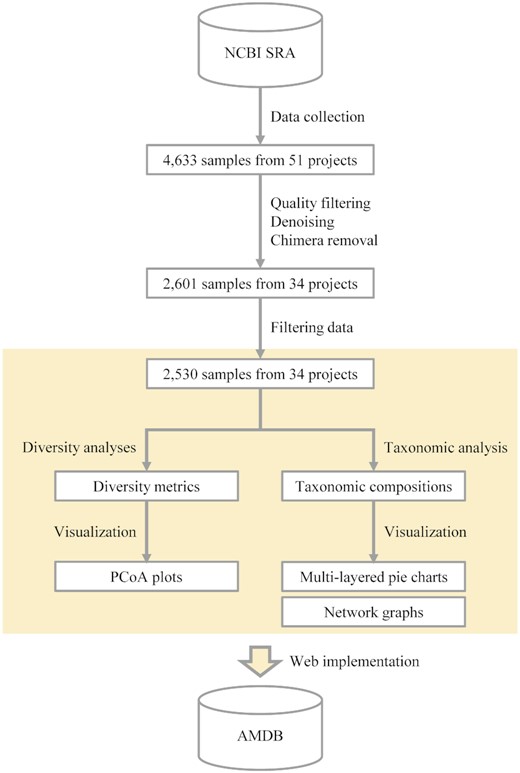 NCBI SRA
Data collection
4,633 samples from 51 projects
Quality filtering
Denoising
Chimera removal
2,601 samples from 34 projects
Filtering data
2,530 samples from 34 projects
Diversity analyses
Taxonomic analysis
Diversity metrics
Taxonomic compositions
Visualization
Visualization
PCoA plots
Multi-layered pie charts
Network graphs
Web implementation
AMDB